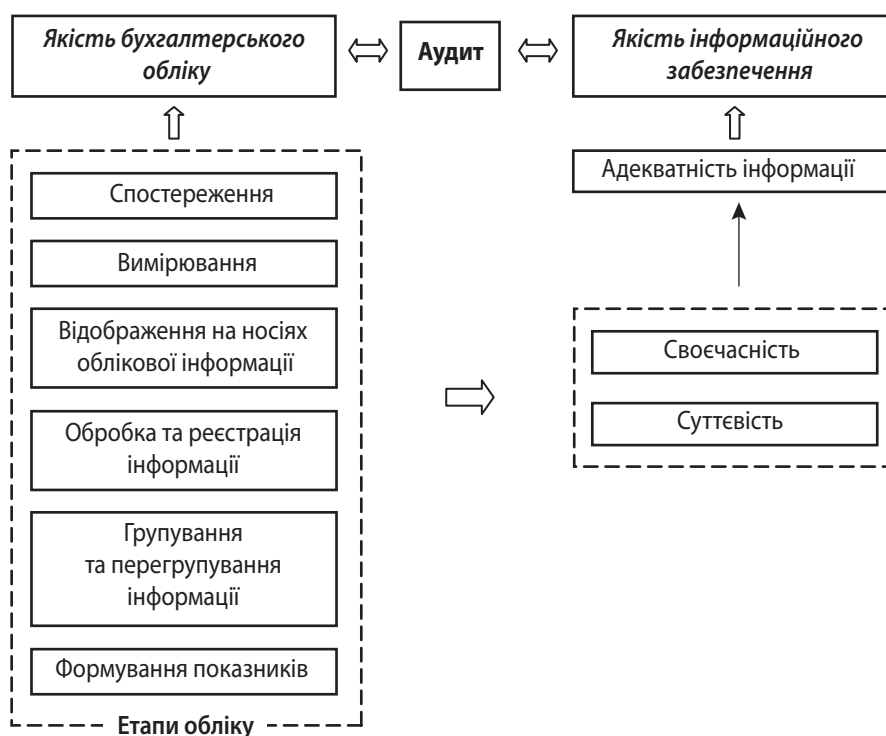 Якість бухгалтерського
обліку
Аудит
Якість інформаційного
забезпечення
Спостереження
Вимірювання
Відображення на носіях
облікової інформації
Обробка та реєстрація
інформації
Групування
та перегрупування
інформації
Формування показників
Етапи обліку
Адекватність інформації
Своєчасність
Суттєвість